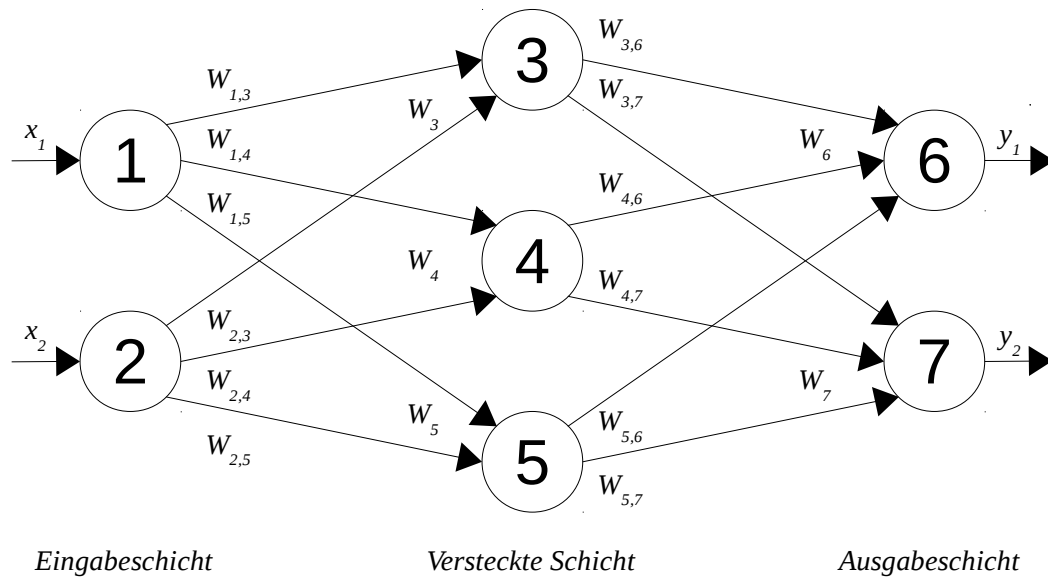 W3,6
3
W1,3
W3,7
W3
x1
1
W1,4
W6
6
y1
W4,6
W1,5
4
W4
W4,7
x2
2
W2,3
7
y2
W2,4
W7
W5
W5,6
W2,5
5
W5,7
Eingabeschicht
Versteckte Schicht
Ausgabeschicht